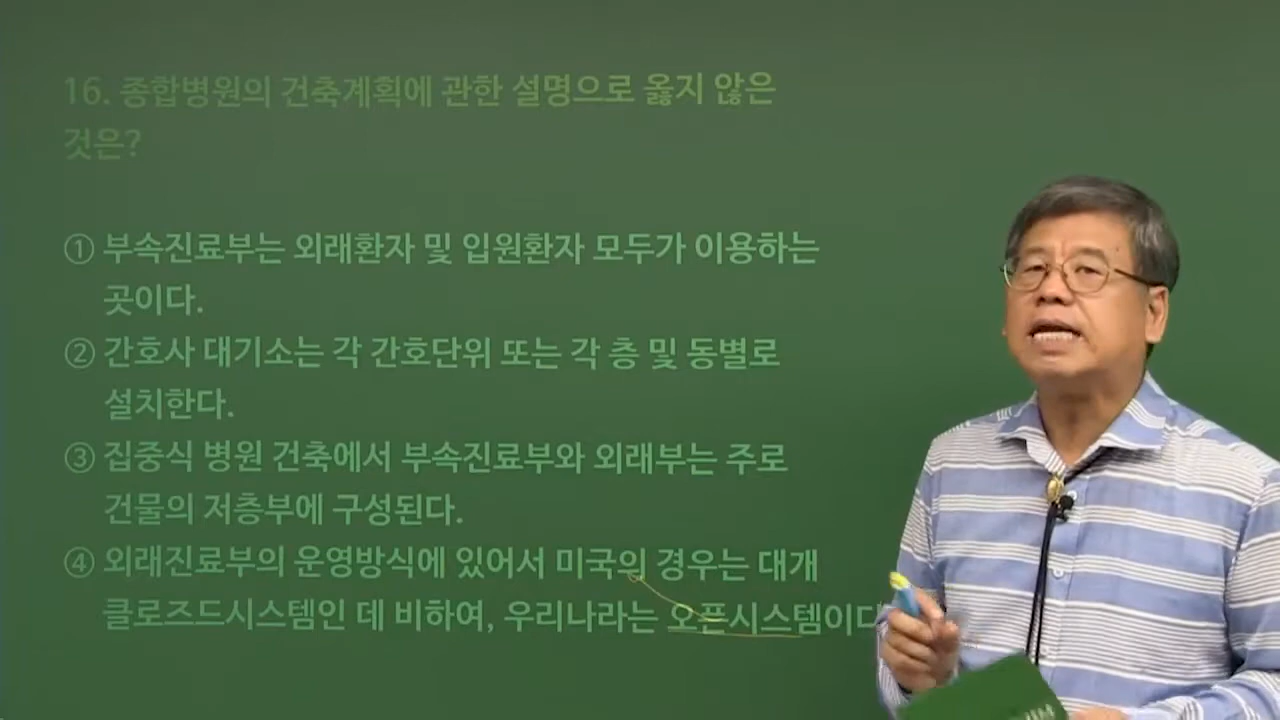 16. 종합병원의 건축계획에 관한 설명으로 옳지 않은
것은?
① 부속진료부는 외래환자 및 입원환자 모두가 이용하는
곳이다.
② 간호사 대기소는 각 간호단위 또는 각 층 및 동별로
설치한다.
③ 집중식 병원 건축에서 부속진료부와 외래부는 주로
건물의 저층부에 구성된다.
④ 외래진료부의 운영방식에 있어서 미국의 경우는 대개
클로즈드시스템인 데 비하여, 우리나라는 오픈시스템이다